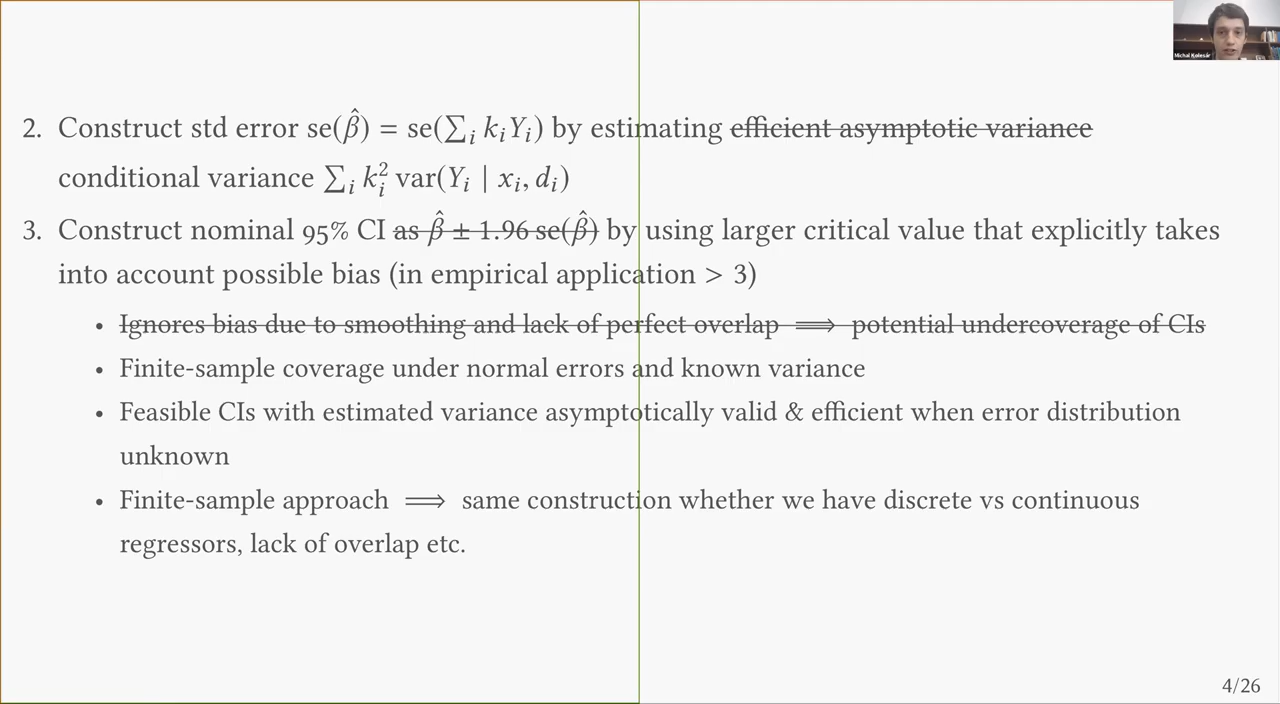 Michal Kolesár
2. Construct std error se(β̂) = se(∑ᵢ kᵢYᵢ) by estimating ~~efficient asymptotic variance~~
conditional variance ∑ᵢ kᵢ² var(Yᵢ | xᵢ, dᵢ)
3. Construct nominal 95% CI ~~as β̂ ± 1.96 se(β̂)~~ by using larger critical value that explicitly takes
into account possible bias (in empirical application > 3)
• ~~Ignores bias due to smoothing and lack of perfect overlap ⟹ potential undercoverage of CIs~~
• Finite-sample coverage under normal errors and known variance
• Feasible CIs with estimated variance asymptotically valid & efficient when error distribution
unknown
• Finite-sample approach ⟹ same construction whether we have discrete vs continuous
regressors, lack of overlap etc.
4/26